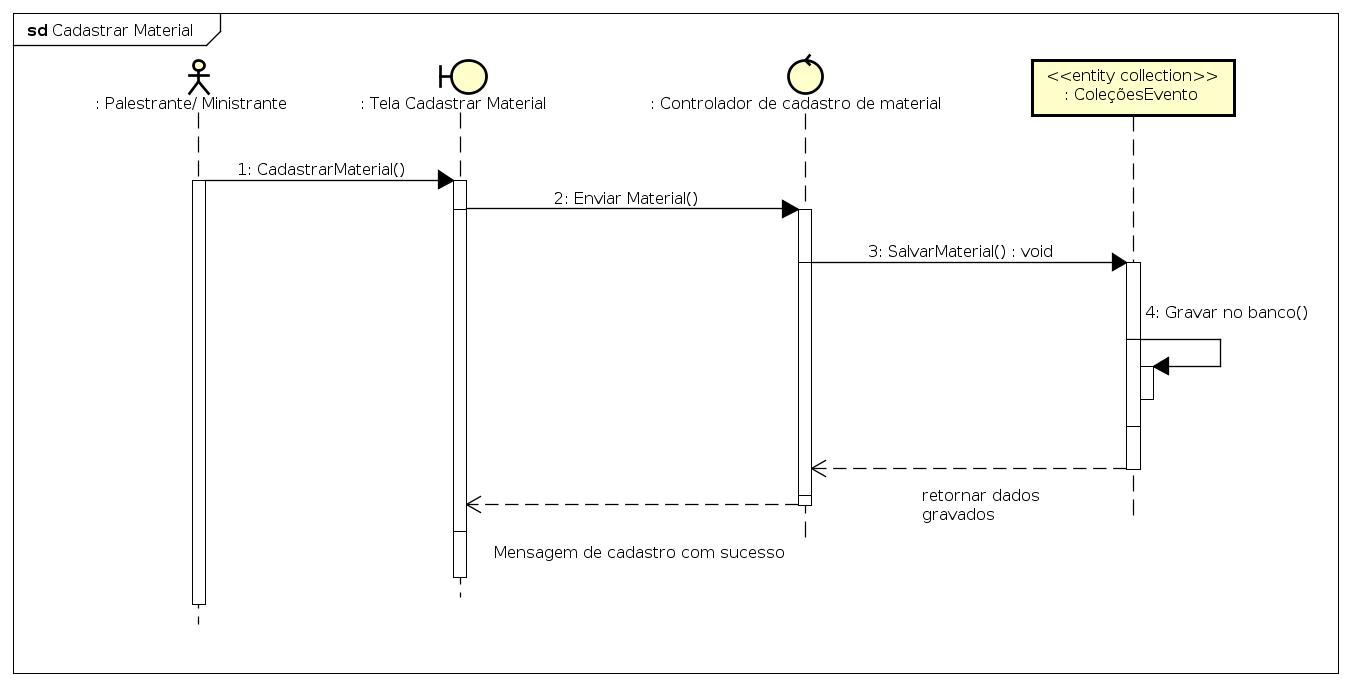 sd Cadastrar Material
: Palestrante/ Ministrante
: Tela Cadastrar Material
: Controlador de cadastro de material
<<entity collection>>
: ColeçõesEvento
1: CadastrarMaterial()
2: Enviar Material()
3: SalvarMaterial() : void
4: Gravar no banco()
retornar dados
gravados
Mensagem de cadastro com sucesso